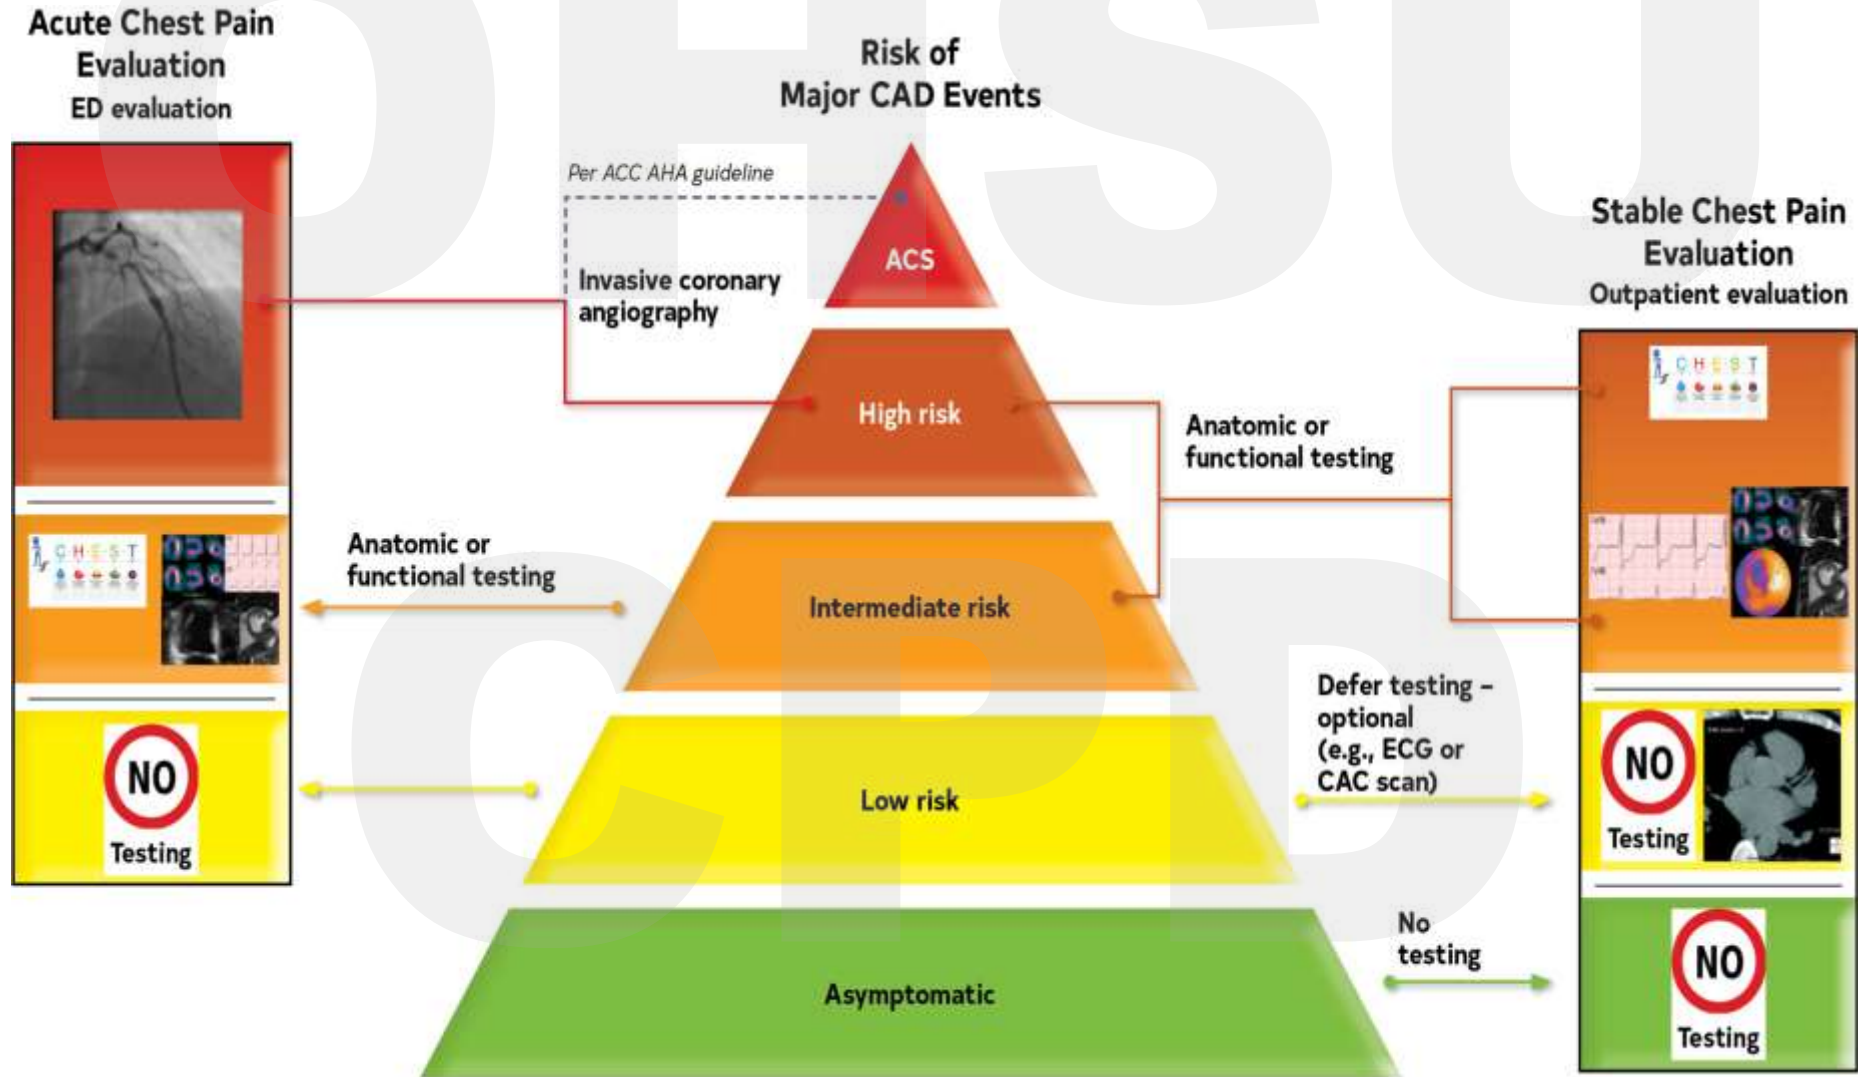 Acute Chest Pain
Evaluation
ED evaluation
Risk of
Major CAD Events
Per ACC AHA guideline
Invasive coronary
angiography
ACS
High risk
Anatomic or
functional testing
Intermediate risk
Low risk
Asymptomatic
C H E S T
NO
Testing
Anatomic or
functional testing
Stable Chest Pain
Evaluation
Outpatient evaluation
C H E S T
Defer testing –
optional
(e.g., ECG or
CAC scan)
NO
Testing
No
testing
NO
Testing
OHSU
CPD